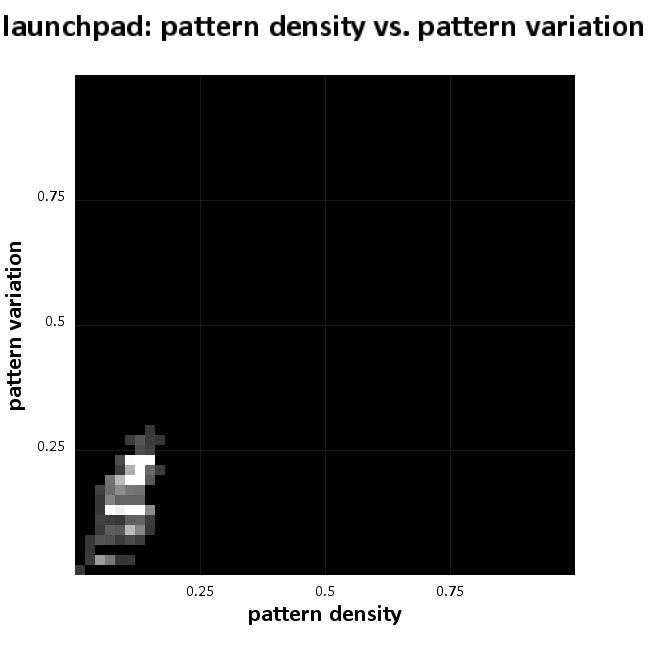 launchpad: pattern density vs. pattern variation
0.75
0.5
0.25
pattern variation
0.25 0.5 0.75
pattern density